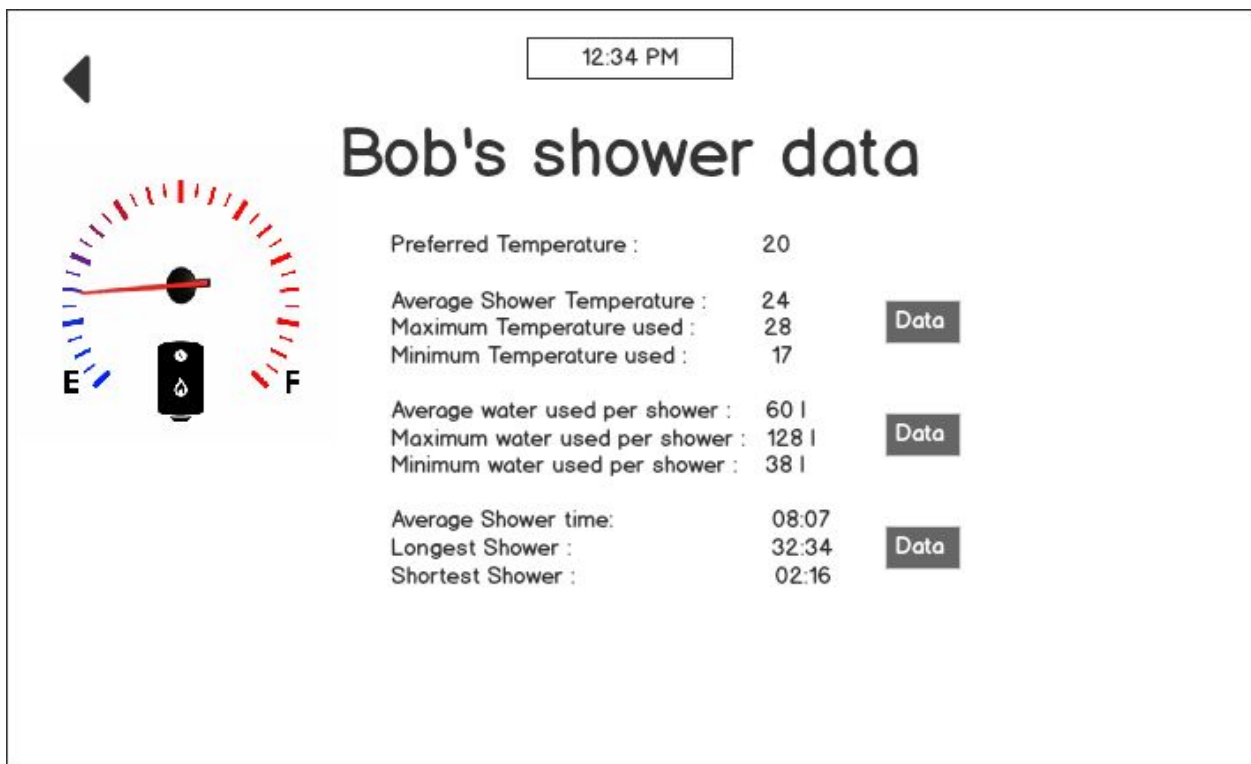 12:34 PM
Bob's shower data
E F
Preferred Temperature : 20
Average Shower Temperature : 24
Maximum Temperature used : 28
Minimum Temperature used : 17
Data
Average water used per shower : 60 l
Maximum water used per shower : 128 l
Minimum water used per shower : 38 l
Data
Average Shower time: 08:07
Longest Shower : 32:34
Shortest Shower : 02:16
Data